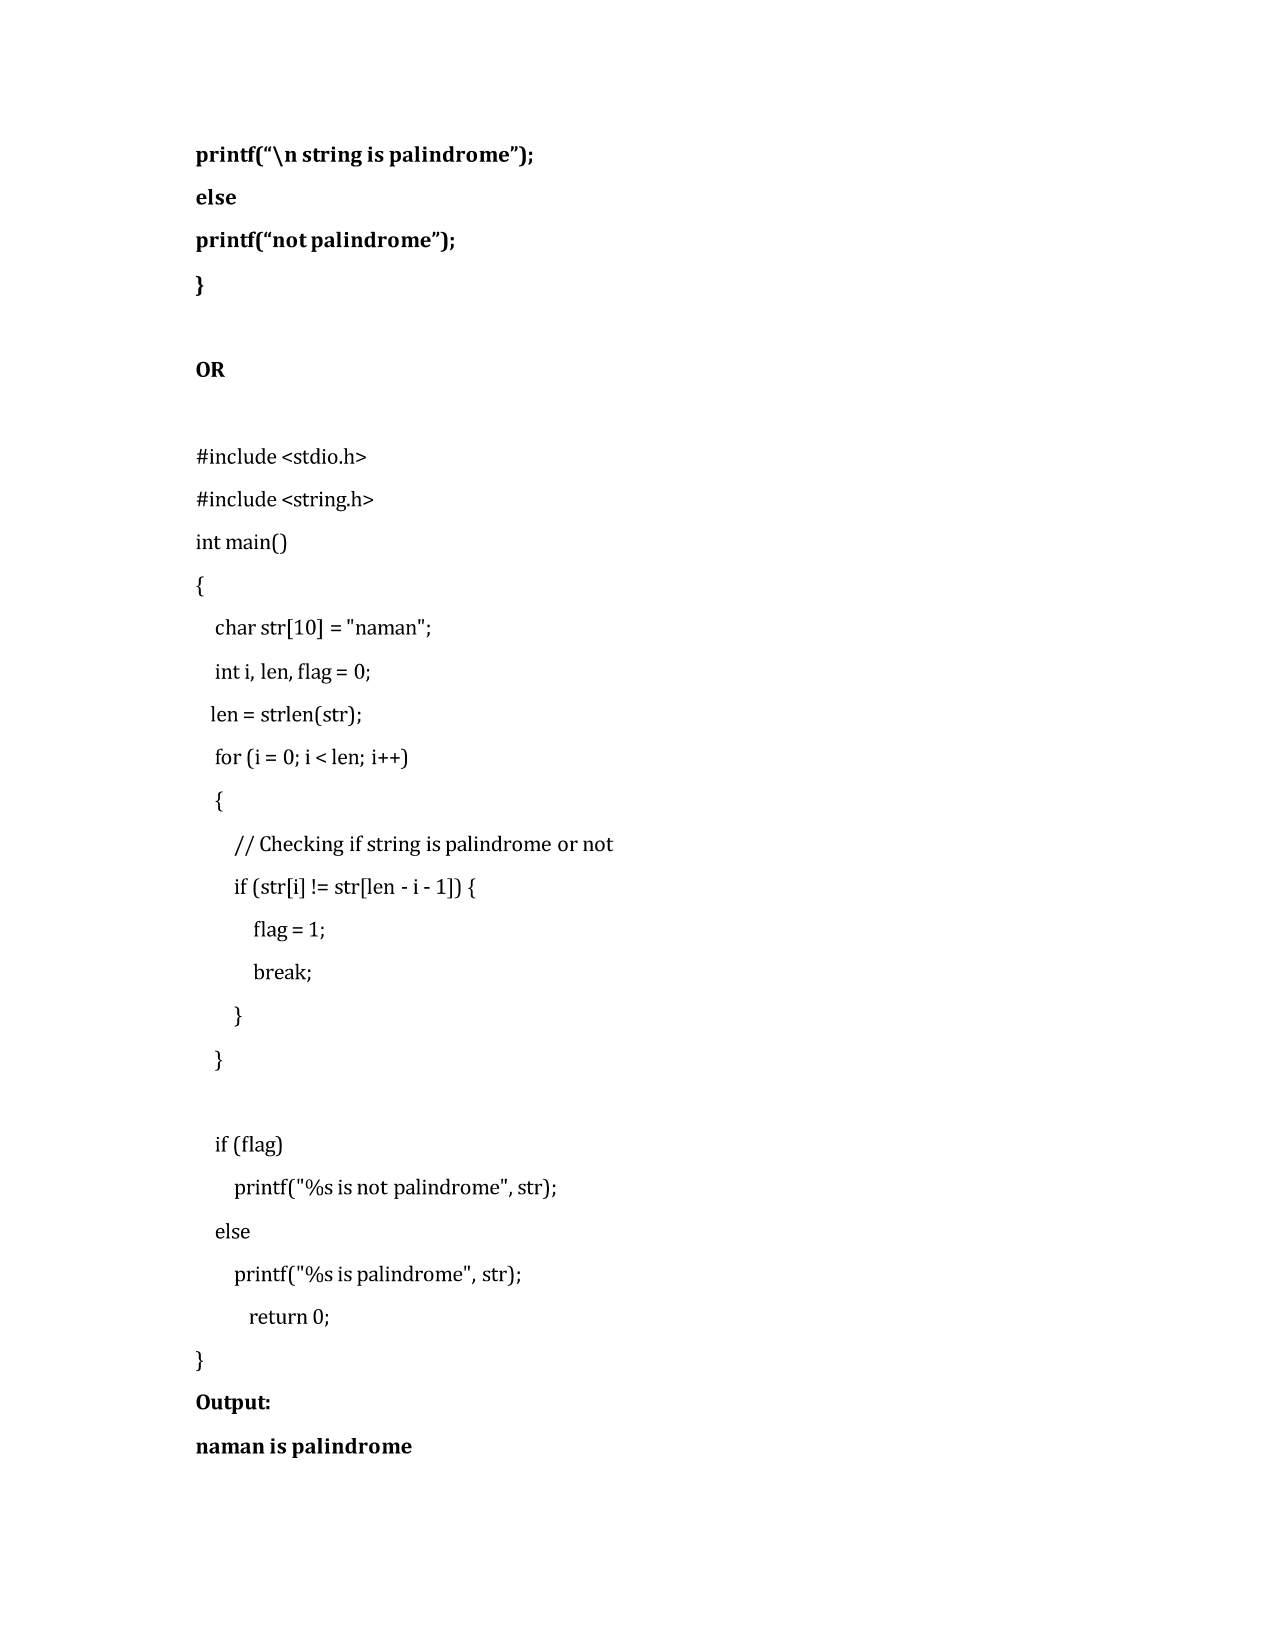 printf(“\n string is palindrome”);
else
printf(“not palindrome”);
}
OR
#include <stdio.h>
#include <string.h>
int main()
{
char str[10] = "naman";
int i, len, flag = 0;
len = strlen(str);
for (i = 0; i < len; i++)
{
// Checking if string is palindrome or not
if (str[i] != str[len - i - 1]) {
flag = 1;
break;
}
}
if (flag)
printf("%s is not palindrome", str);
else
printf("%s is palindrome", str);
return 0;
}
Output:
naman is palindrome